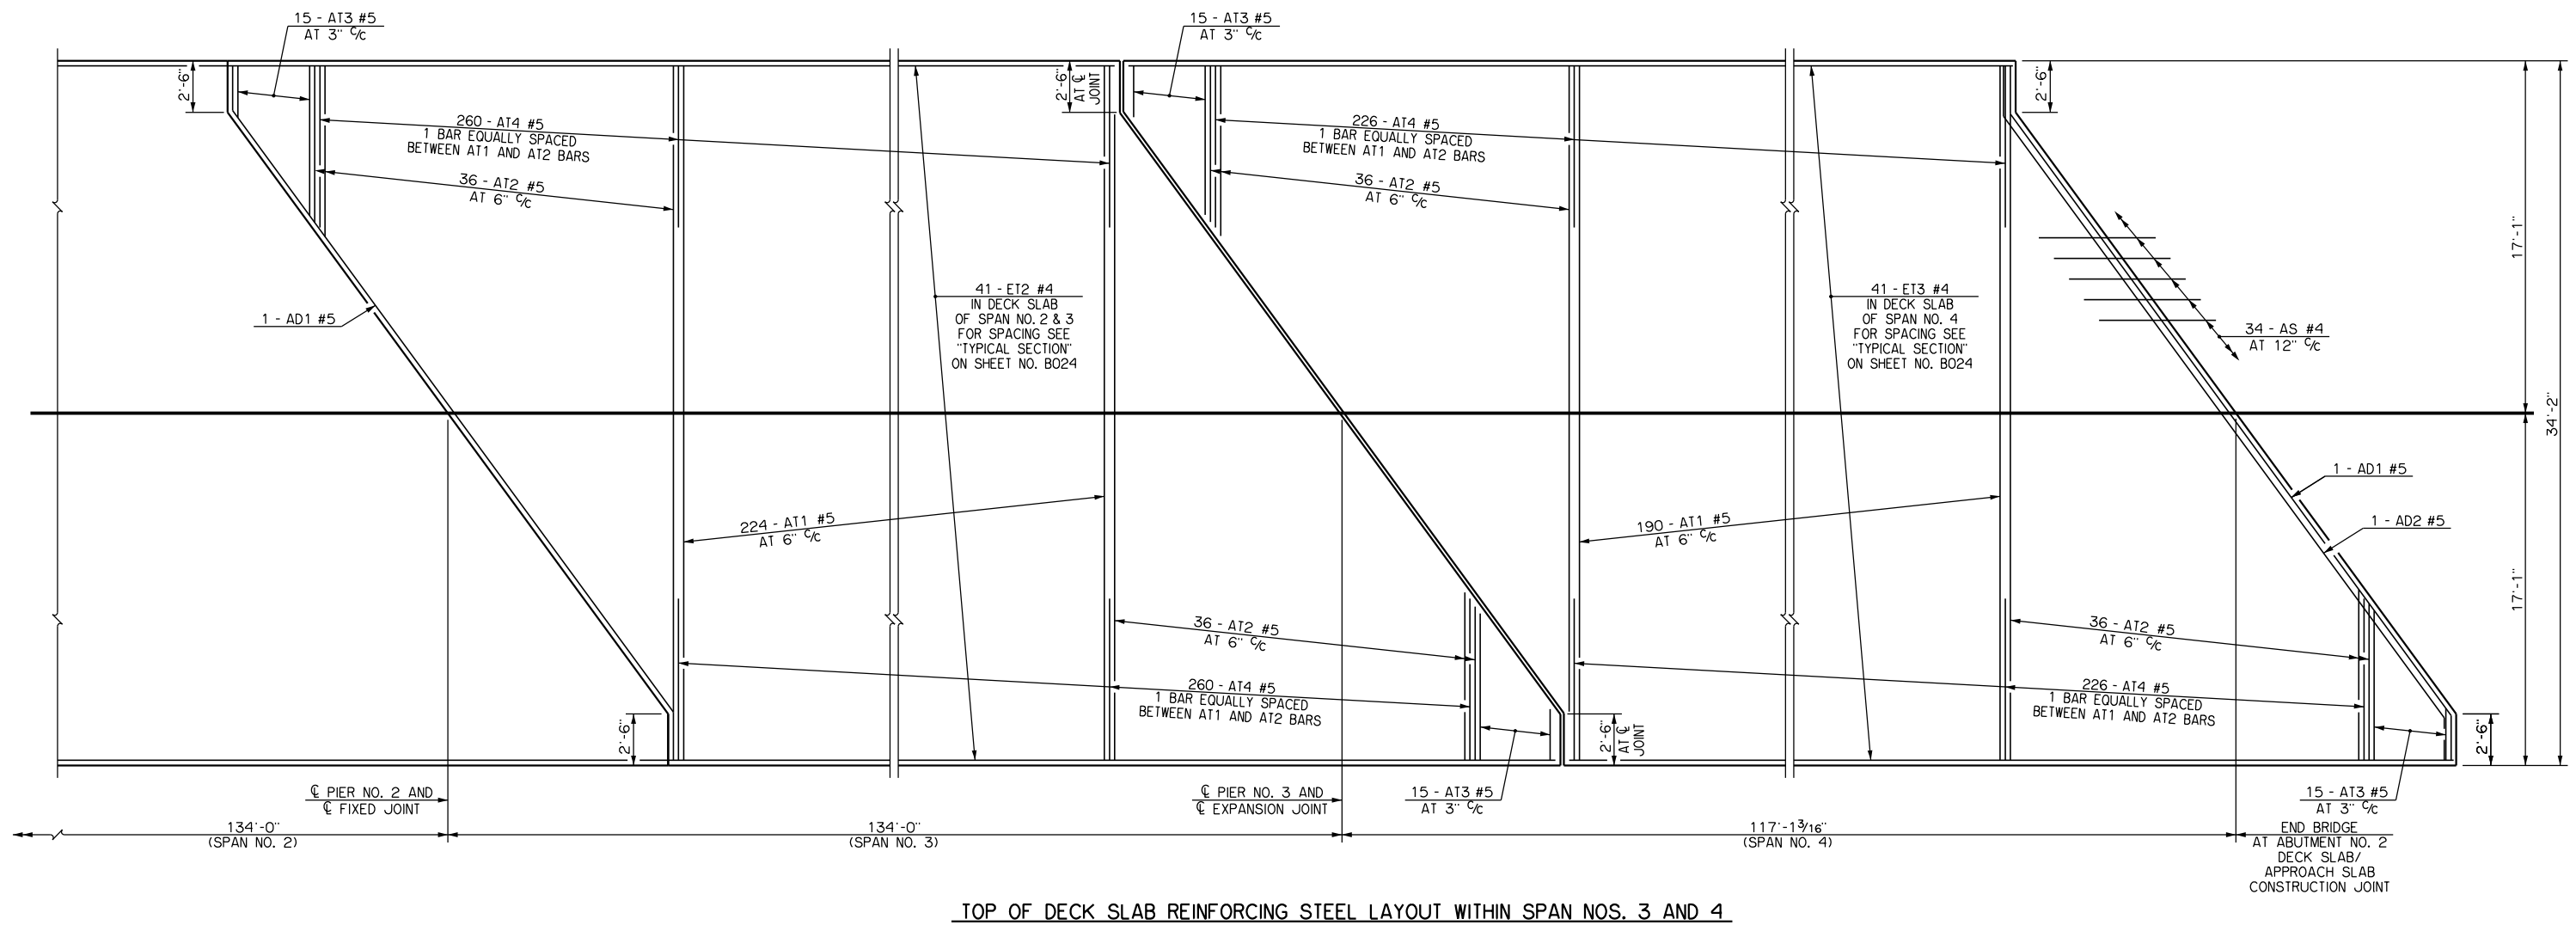 15 - AT3 #5
AT 3" C/c
15 - AT3 #5
AT 3" C/c
2'-6"
2'-6"
AT ℄
JOINT
2'-6"
260 - AT4 #5
1 BAR EQUALLY SPACED
BETWEEN AT1 AND AT2 BARS
226 - AT4 #5
1 BAR EQUALLY SPACED
BETWEEN AT1 AND AT2 BARS
36 - AT2 #5
AT 6" C/c
36 - AT2 #5
AT 6" C/c
17'-1"
1 - AD1 #5
41 - ET2 #4
IN DECK SLAB
OF SPAN NO. 2 & 3
FOR SPACING SEE
"TYPICAL SECTION"
ON SHEET NO. B024
41 - ET3 #4
IN DECK SLAB
OF SPAN NO. 4
FOR SPACING SEE
"TYPICAL SECTION"
ON SHEET NO. B024
34 - AS #4
AT 12" C/c
34'-2"
1 - AD1 #5
1 - AD2 #5
224 - AT1 #5
AT 6" C/c
190 - AT1 #5
AT 6" C/c
17'-1"
36 - AT2 #5
AT 6" C/c
36 - AT2 #5
AT 6" C/c
260 - AT4 #5
1 BAR EQUALLY SPACED
BETWEEN AT1 AND AT2 BARS
226 - AT4 #5
1 BAR EQUALLY SPACED
BETWEEN AT1 AND AT2 BARS
2'-6"
2'-6"
AT ℄
JOINT
2'-6"
℄ PIER NO. 2 AND
℄ FIXED JOINT
℄ PIER NO. 3 AND
℄ EXPANSION JOINT
15 - AT3 #5
AT 3" C/c
15 - AT3 #5
AT 3" C/c
134'-0"
(SPAN NO. 2)
134'-0"
(SPAN NO. 3)
117'-1 3/16"
(SPAN NO. 4)
END BRIDGE
AT ABUTMENT NO. 2
DECK SLAB/
APPROACH SLAB
CONSTRUCTION JOINT
TOP OF DECK SLAB REINFORCING STEEL LAYOUT WITHIN SPAN NOS. 3 AND 4